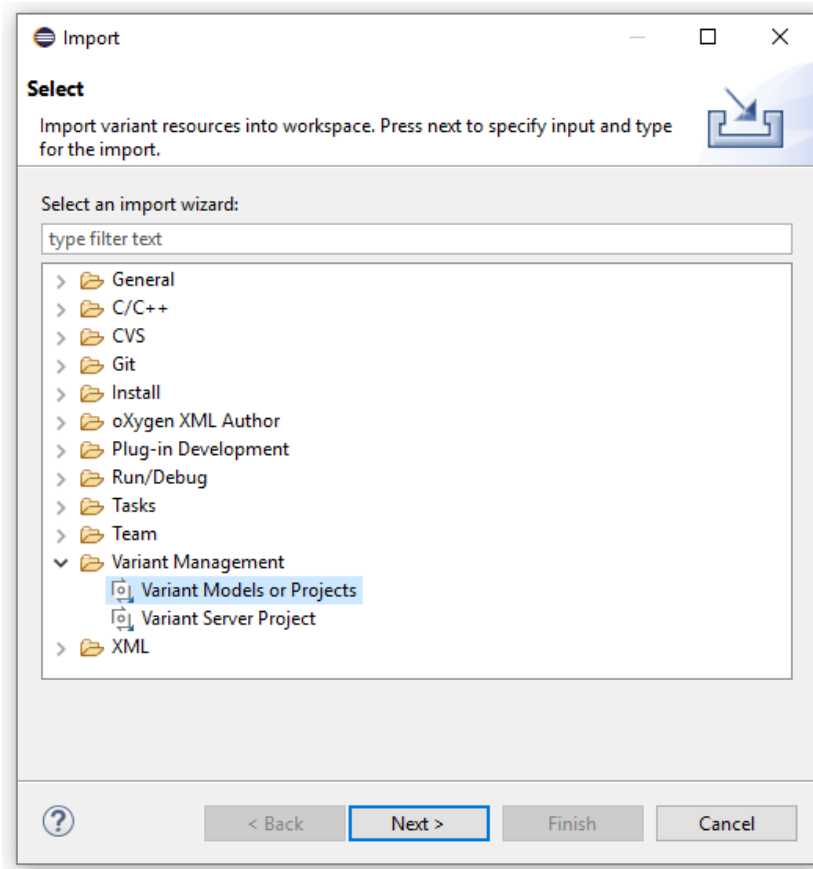 Import
Select
Import variant resources into workspace. Press next to specify input and type
for the import.
Select an import wizard:
type filter text
General
C/C++
CVS
Git
Install
oXygen XML Author
Plug-in Development
Run/Debug
Tasks
Team
Variant Management
Variant Models or Projects
Variant Server Project
XML
? < Back Next > Finish Cancel